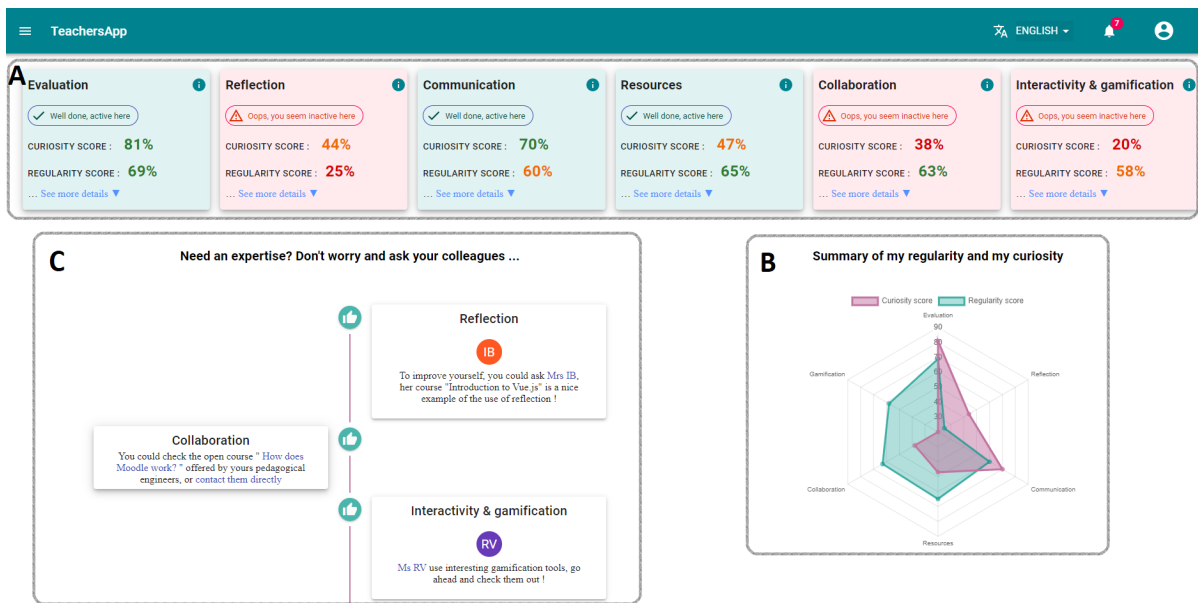 TeachersApp
ENGLISH
7
A
Evaluation
Well done, active here
CURIOSITY SCORE : 81%
REGULARITY SCORE : 69%
... See more details ▼
Reflection
Oops, you seem inactive here
CURIOSITY SCORE : 44%
REGULARITY SCORE : 25%
... See more details ▼
Communication
Well done, active here
CURIOSITY SCORE : 70%
REGULARITY SCORE : 60%
... See more details ▼
Resources
Well done, active here
CURIOSITY SCORE : 47%
REGULARITY SCORE : 65%
... See more details ▼
Collaboration
Oops, you seem inactive here
CURIOSITY SCORE : 38%
REGULARITY SCORE : 63%
... See more details ▼
Interactivity & gamification
Oops, you seem inactive here
CURIOSITY SCORE : 20%
REGULARITY SCORE : 58%
... See more details ▼
C
Need an expertise? Don't worry and ask your colleagues ...
Reflection
IB
To improve yourself, you could ask Mrs IB,
her course "Introduction to Vue.js" is a nice
example of the use of reflection !
Collaboration
You could check the open course " How does
Moodle work? " offered by yours pedagogical
engineers, or contact them directly
Interactivity & gamification
RV
Ms RV use interesting gamification tools, go
ahead and check them out !
B
Summary of my regularity and my curiosity
Curiosity score
Regularity score
Evaluation
90
80
70
60
50
40
30
Gamification
Reflection
Collaboration
Communication
Resources